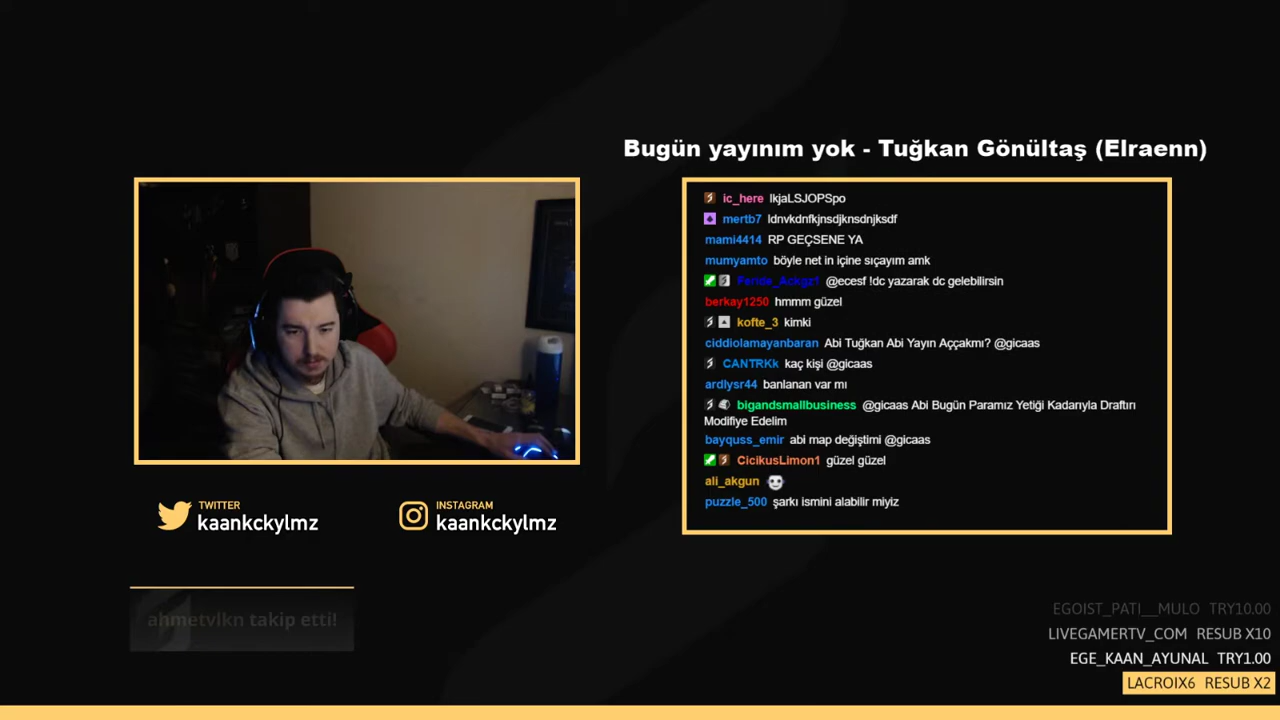 Bugün yayınım yok - Tuğkan Gönültaş (Elraenn)
ic_here lkjaLSJOPSpo
mertb7 ldnvkdnfkjnsdjknsdnjksdf
mami4414 RP GEÇSENE YA
mumyamto böyle net in içine sıçayım amk
Feride_Ackgz1 @ecesf !dc yazarak dc gelebilirsin
berkay1250 hmmm güzel
kofte_3 kimki
ciddiolamayanbaran Abi Tuğkan Abi Yayın Aççakmı? @gicaas
CANTRKk kaç kişi @gicaas
ardlysr44 banlanan var mı
bigandsmallbusiness @gicaas Abi Bugün Paramız Yetiği Kadarıyla Draftırı
Modifiye Edelim
bayquss_emir abi map değiştimi @gicaas
CicikusLimon1 güzel güzel
ali_akgun
puzzle_500 şarkı ismini alabilir miyiz
TWITTER
kaankckylmz
INSTAGRAM
kaankckylmz
ahmetvlkn takip etti!
EGOIST_PATI__MULO TRY10.00
LIVEGAMERTV_COM RESUB X10
EGE_KAAN_AYUNAL TRY1.00
LACROIX6 RESUB X2